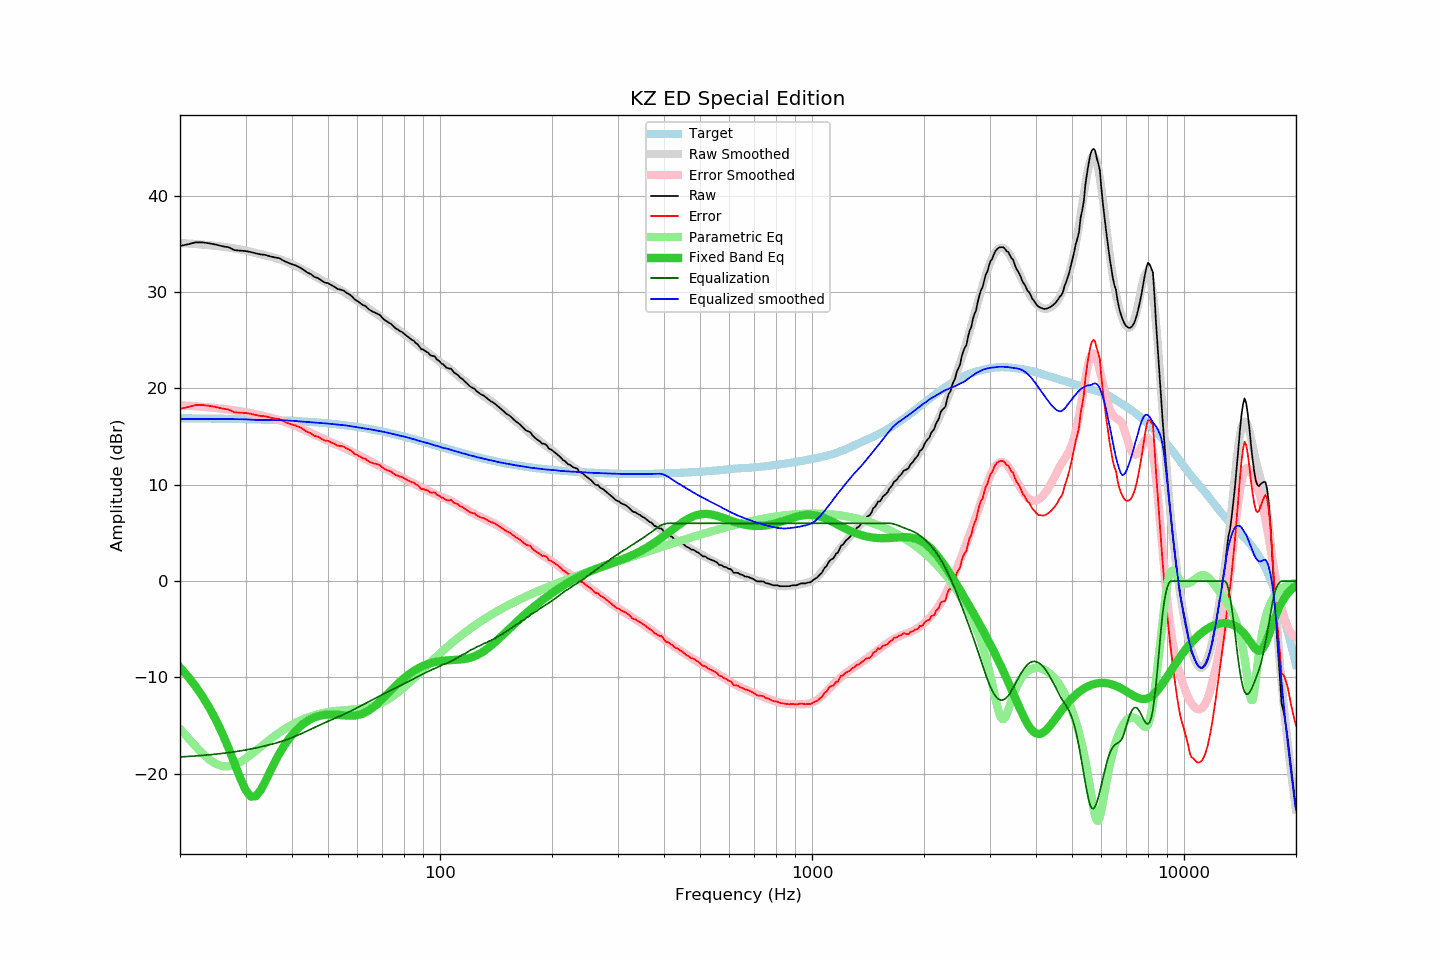 KZ ED Special Edition
Target
Raw Smoothed
Error Smoothed
Raw
Error
Parametric Eq
Fixed Band Eq
Equalization
Equalized smoothed
Amplitude (dBr)
40
30
20
10
0
−10
−20
100
1000
10000
Frequency (Hz)